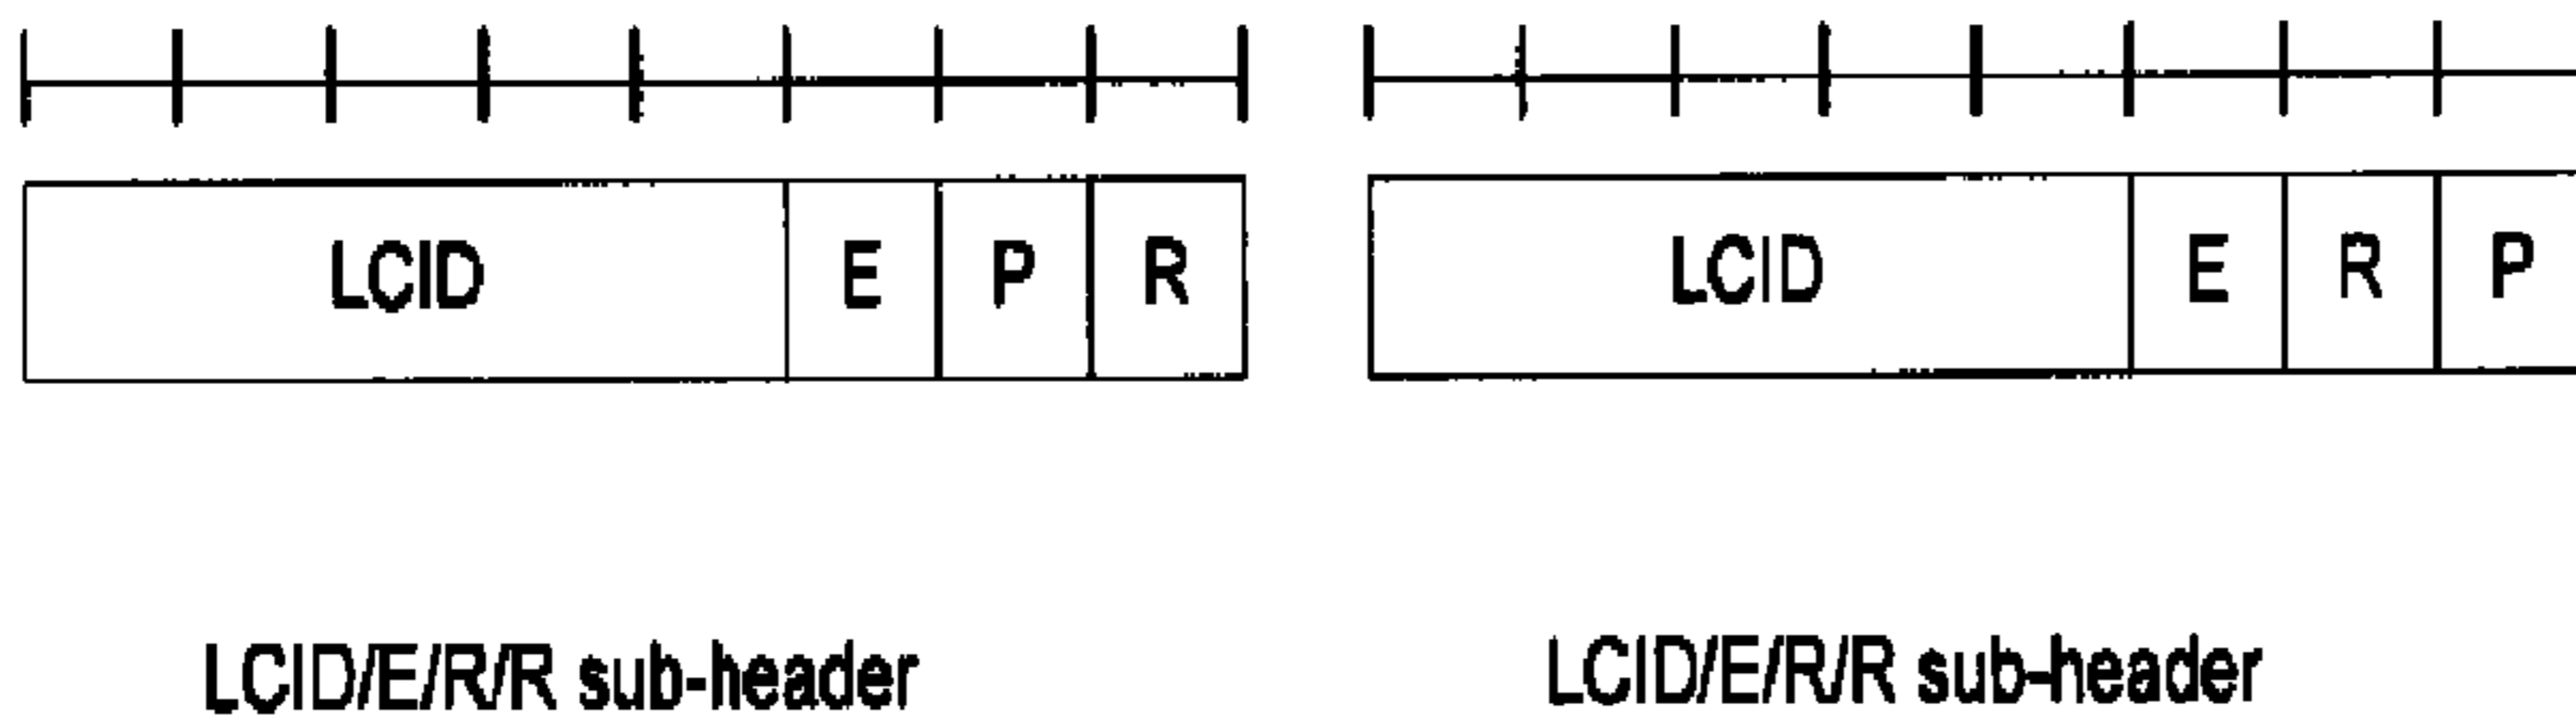 LCID E P R
LCID E R P
LCID/E/R/R sub-header
LCID/E/R/R sub-header